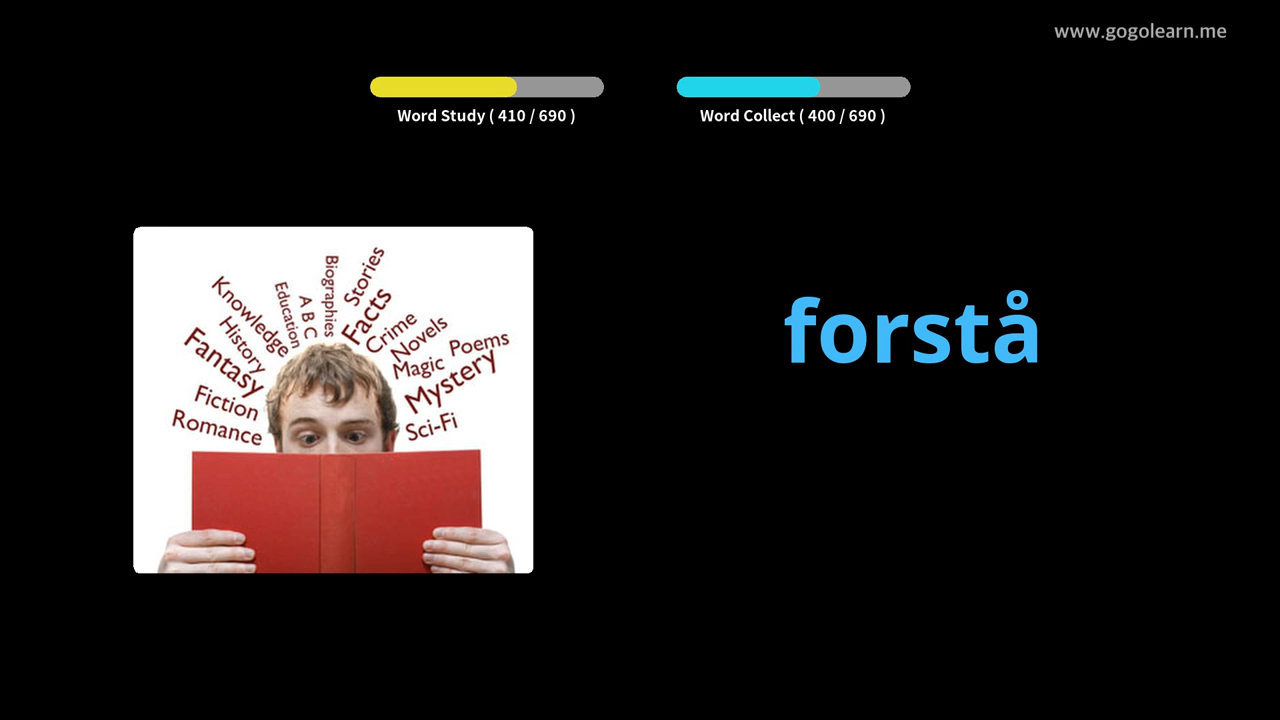 www.gogolearn.me
Word Study ( 410 / 690 )
Word Collect ( 400 / 690 )
Biographies
Stories
Education
A B C
Facts
Knowledge
Crime
History
Novels
Fantasy
Magic
Poems
Mystery
Fiction
Romance
Sci-Fi
forstå